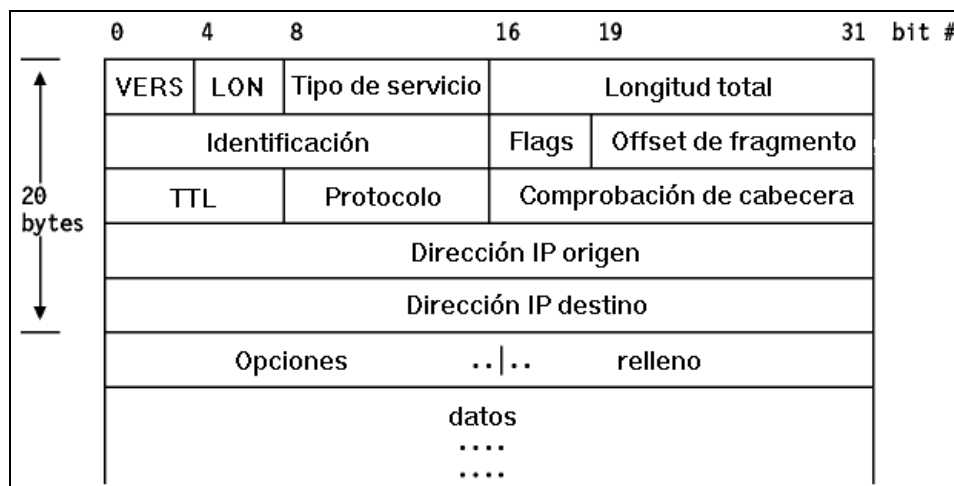 0 4 8 16 19 31 bit #
VERS LON Tipo de servicio Longitud total
Identificación Flags Offset de fragmento
20 bytes
TTL Protocolo Comprobación de cabecera
Dirección IP origen
Dirección IP destino
Opciones ..|.. relleno
datos
....
....